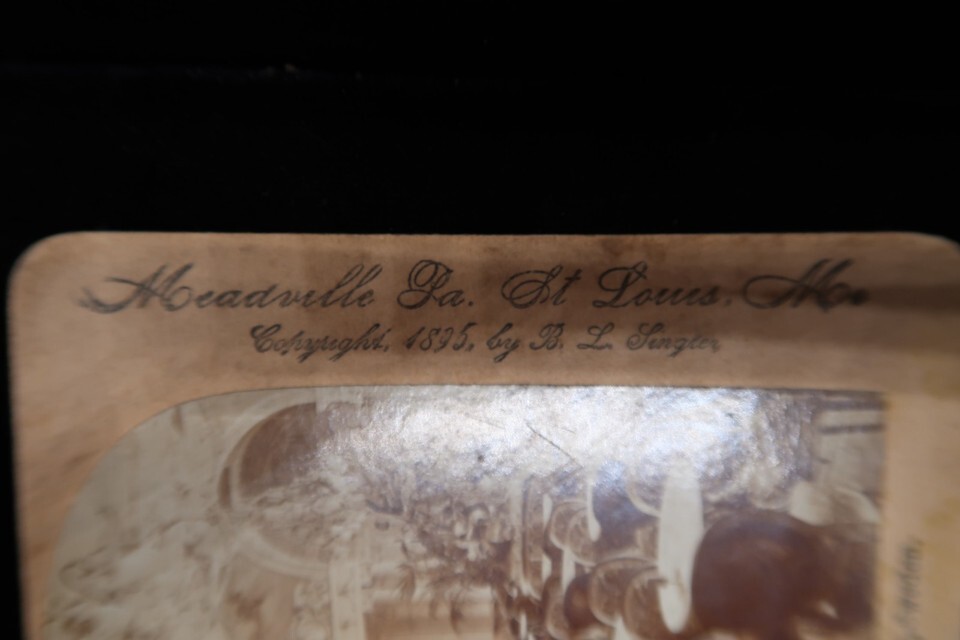 Meadville Pa. St Louis, Mo
Copyright, 1895, by B. L. Singley